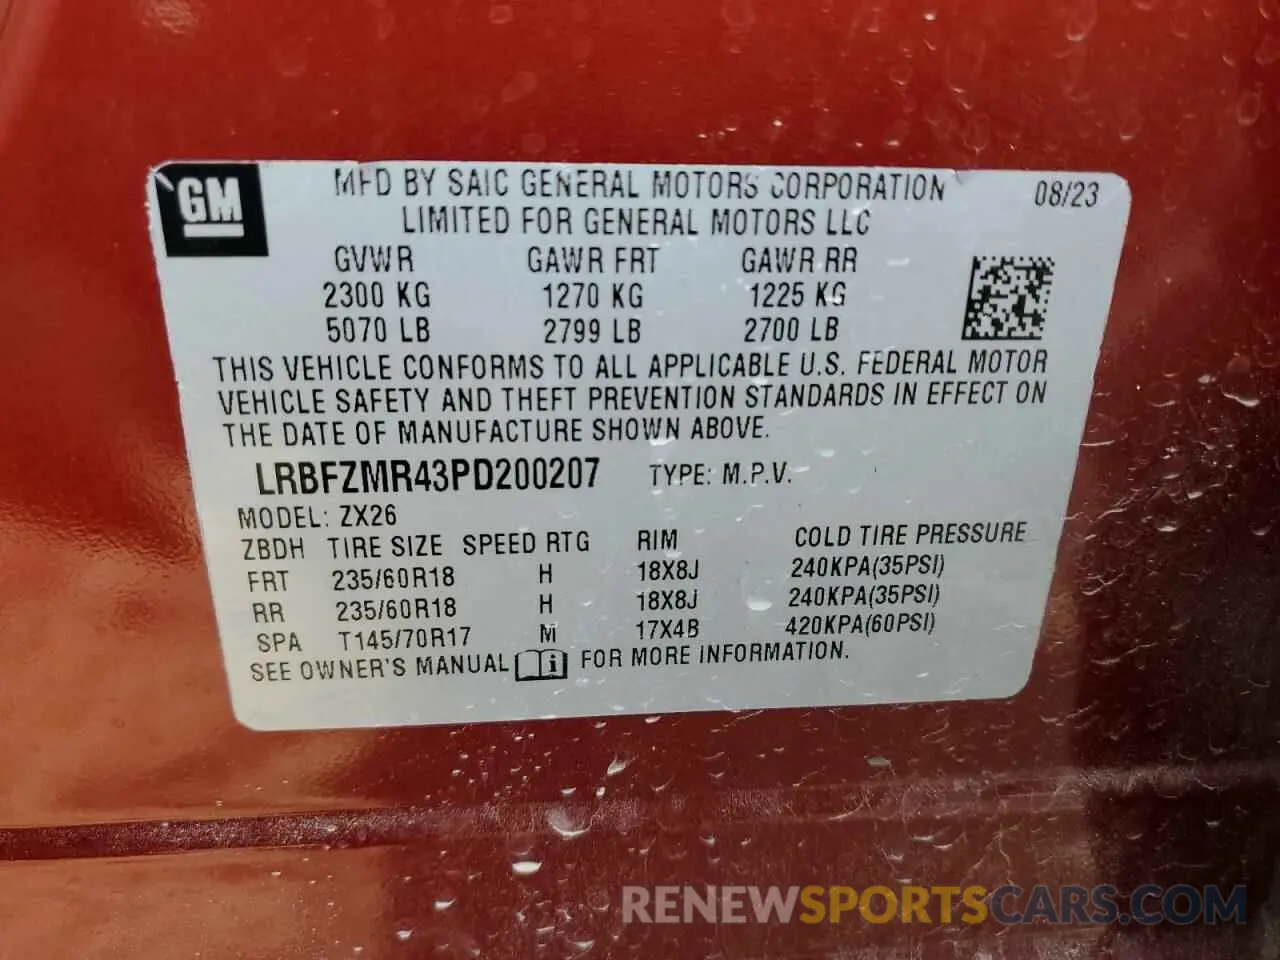 GM
MFD BY SAIC GENERAL MOTORS CORPORATION 08/23
LIMITED FOR GENERAL MOTORS LLC
GVWR GAWR FRT GAWR RR
2300 KG 1270 KG 1225 KG
5070 LB 2799 LB 2700 LB
THIS VEHICLE CONFORMS TO ALL APPLICABLE U.S. FEDERAL MOTOR
VEHICLE SAFETY AND THEFT PREVENTION STANDARDS IN EFFECT ON
THE DATE OF MANUFACTURE SHOWN ABOVE.
LRBFZMR43PD200207 TYPE: M.P.V.
MODEL: ZX26
ZBDH TIRE SIZE SPEED RTG RIM COLD TIRE PRESSURE
FRT 235/60R18 H 18X8J 240KPA(35PSI)
RR 235/60R18 H 18X8J 240KPA(35PSI)
SPA T145/70R17 M 17X4B 420KPA(60PSI)
SEE OWNER'S MANUAL i FOR MORE INFORMATION.
RENEWSPORTSCARS.COM